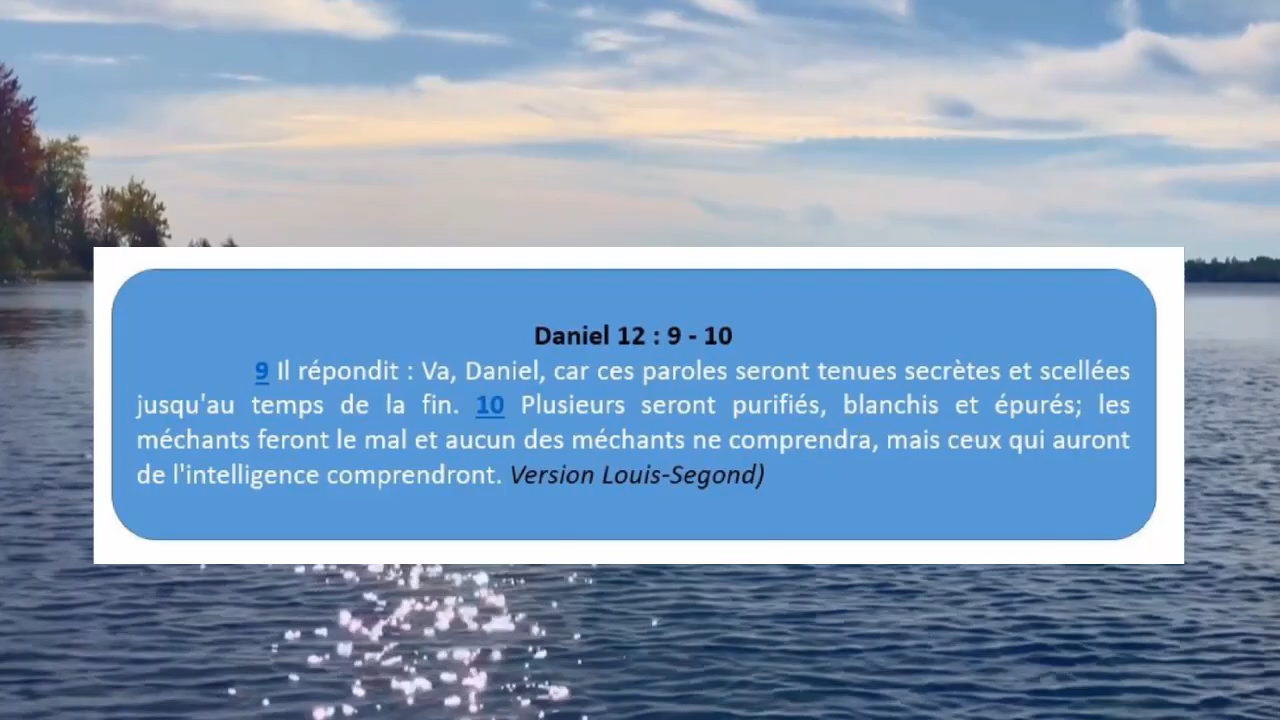 Daniel 12 : 9 - 10
9 Il répondit : Va, Daniel, car ces paroles seront tenues secrètes et scellées
jusqu'au temps de la fin. 10 Plusieurs seront purifiés, blanchis et épurés; les
méchants feront le mal et aucun des méchants ne comprendra, mais ceux qui auront
de l'intelligence comprendront. Version Louis-Segond)